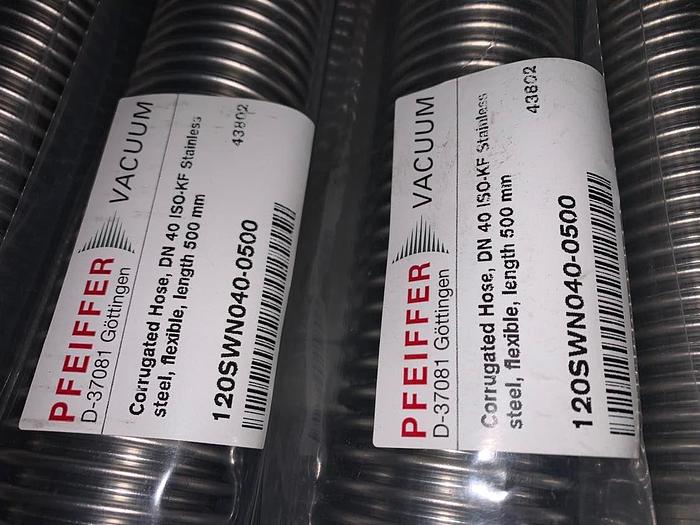 PFEIFFER VACUUM
D-37081 Göttingen
Corrugated Hose, DN 40 ISO-KF Stainless
steel, flexible, length 500 mm
43802
120SWN040-0500
PFEIFFER VACUUM
D-37081 Göttingen
Corrugated Hose, DN 40 ISO-KF Stainless
steel, flexible, length 500 mm
43802
120SWN040-0500